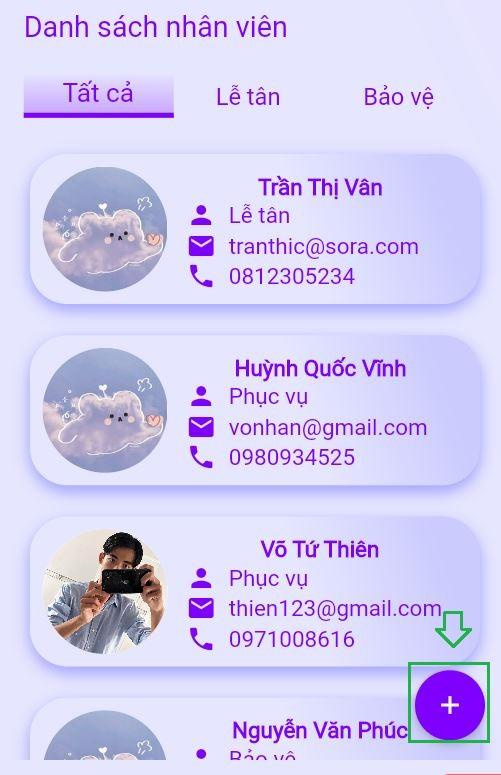 Danh sách nhân viên
Tất cả Lễ tân Bảo vệ
Trần Thị Vân
Lễ tân
tranthic@sora.com
0812305234
Huỳnh Quốc Vĩnh
Phục vụ
vonhan@gmail.com
0980934525
Võ Tứ Thiên
Phục vụ
thien123@gmail.com
0971008616
Nguyễn Văn Phúc
Bảo vệ